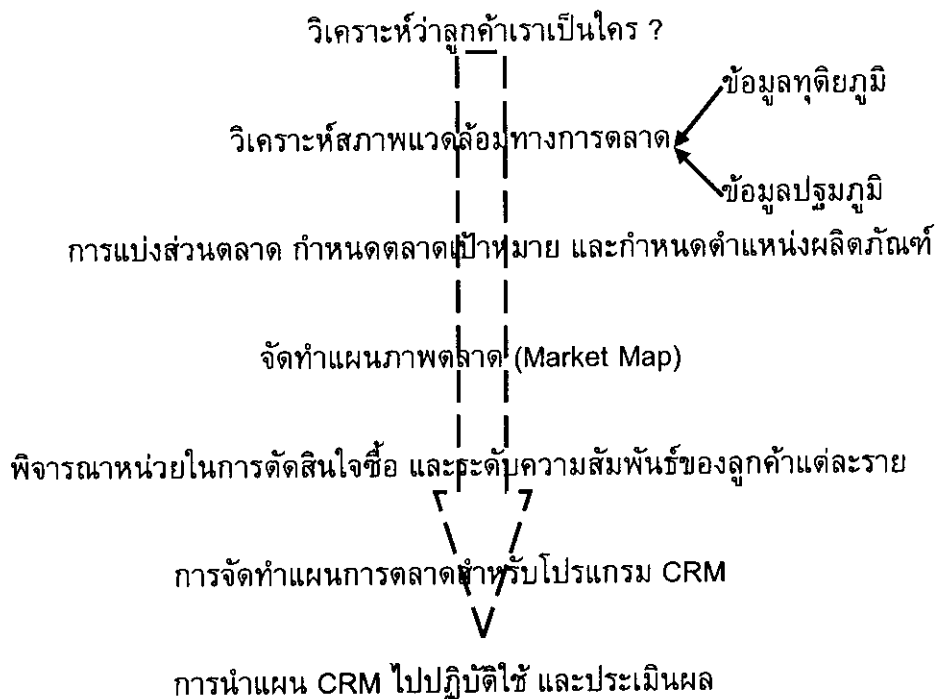 วิเคราะห์ว่าลูกค้าเราเป็นใคร ?
ข้อมูลทุติยภูมิ
วิเคราะห์สภาพแวดล้อมทางการตลาด
ข้อมูลปฐมภูมิ
การแบ่งส่วนตลาด กำหนดตลาดเป้าหมาย และกำหนดตำแหน่งผลิตภัณฑ์
จัดทำแผนภาพตลาด (Market Map)
พิจารณาหน่วยในการตัดสินใจซื้อ และระดับความสัมพันธ์ของลูกค้าแต่ละราย
การจัดทำแผนการตลาดสำหรับโปรแกรม CRM
การนำแผน CRM ไปปฏิบัติใช้ และประเมินผล